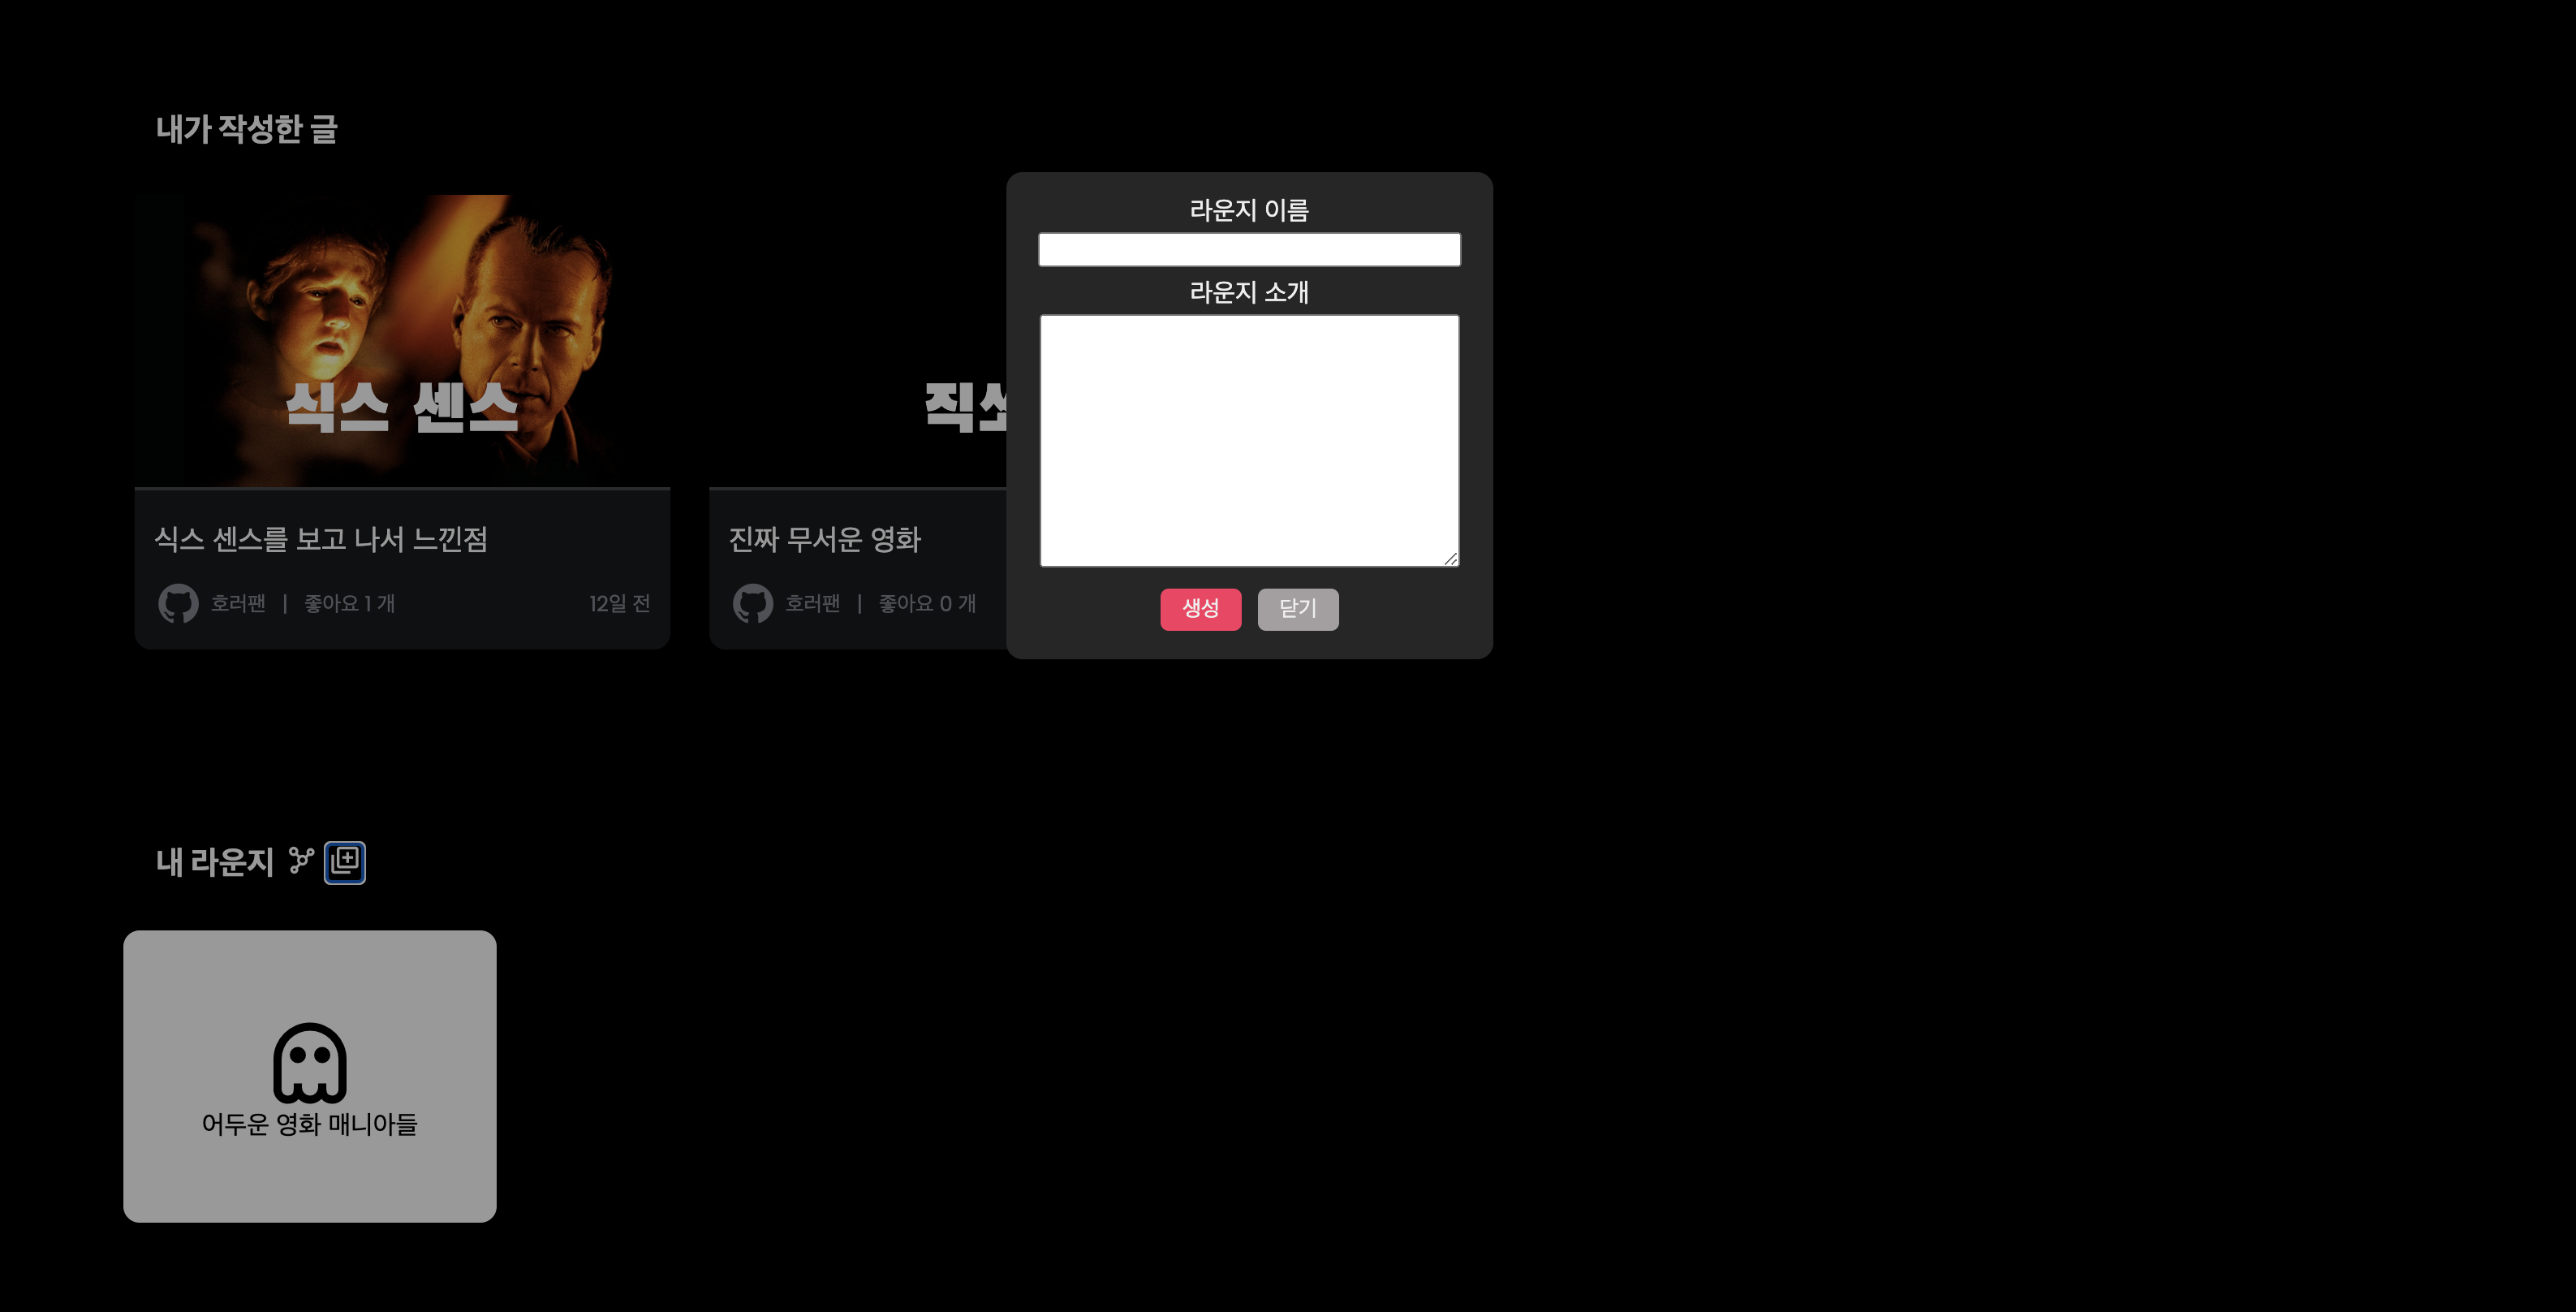 내가 작성한 글
식스 센스
식스 센스를 보고 나서 느낀점
호러팬 | 좋아요 1 개
12일 전
직쏘
진짜 무서운 영화
호러팬 | 좋아요 0 개
라운지 이름
라운지 소개
생성
닫기
내 라운지
어두운 영화 매니아들